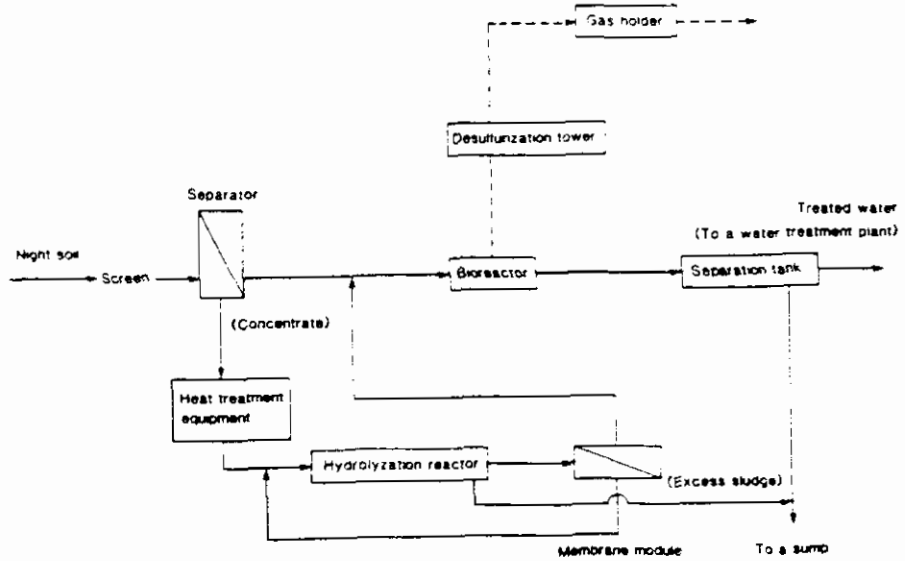 Gas holder
Desulfurization tower
Separator
Treated water
(To a water treatment plant)
Night soil
Screen
Bioreactor
Separation tank
(Concentrate)
Heat treatment
equipment
Hydrolyzation reactor
(Excess sludge)
Membrane module
To a sump